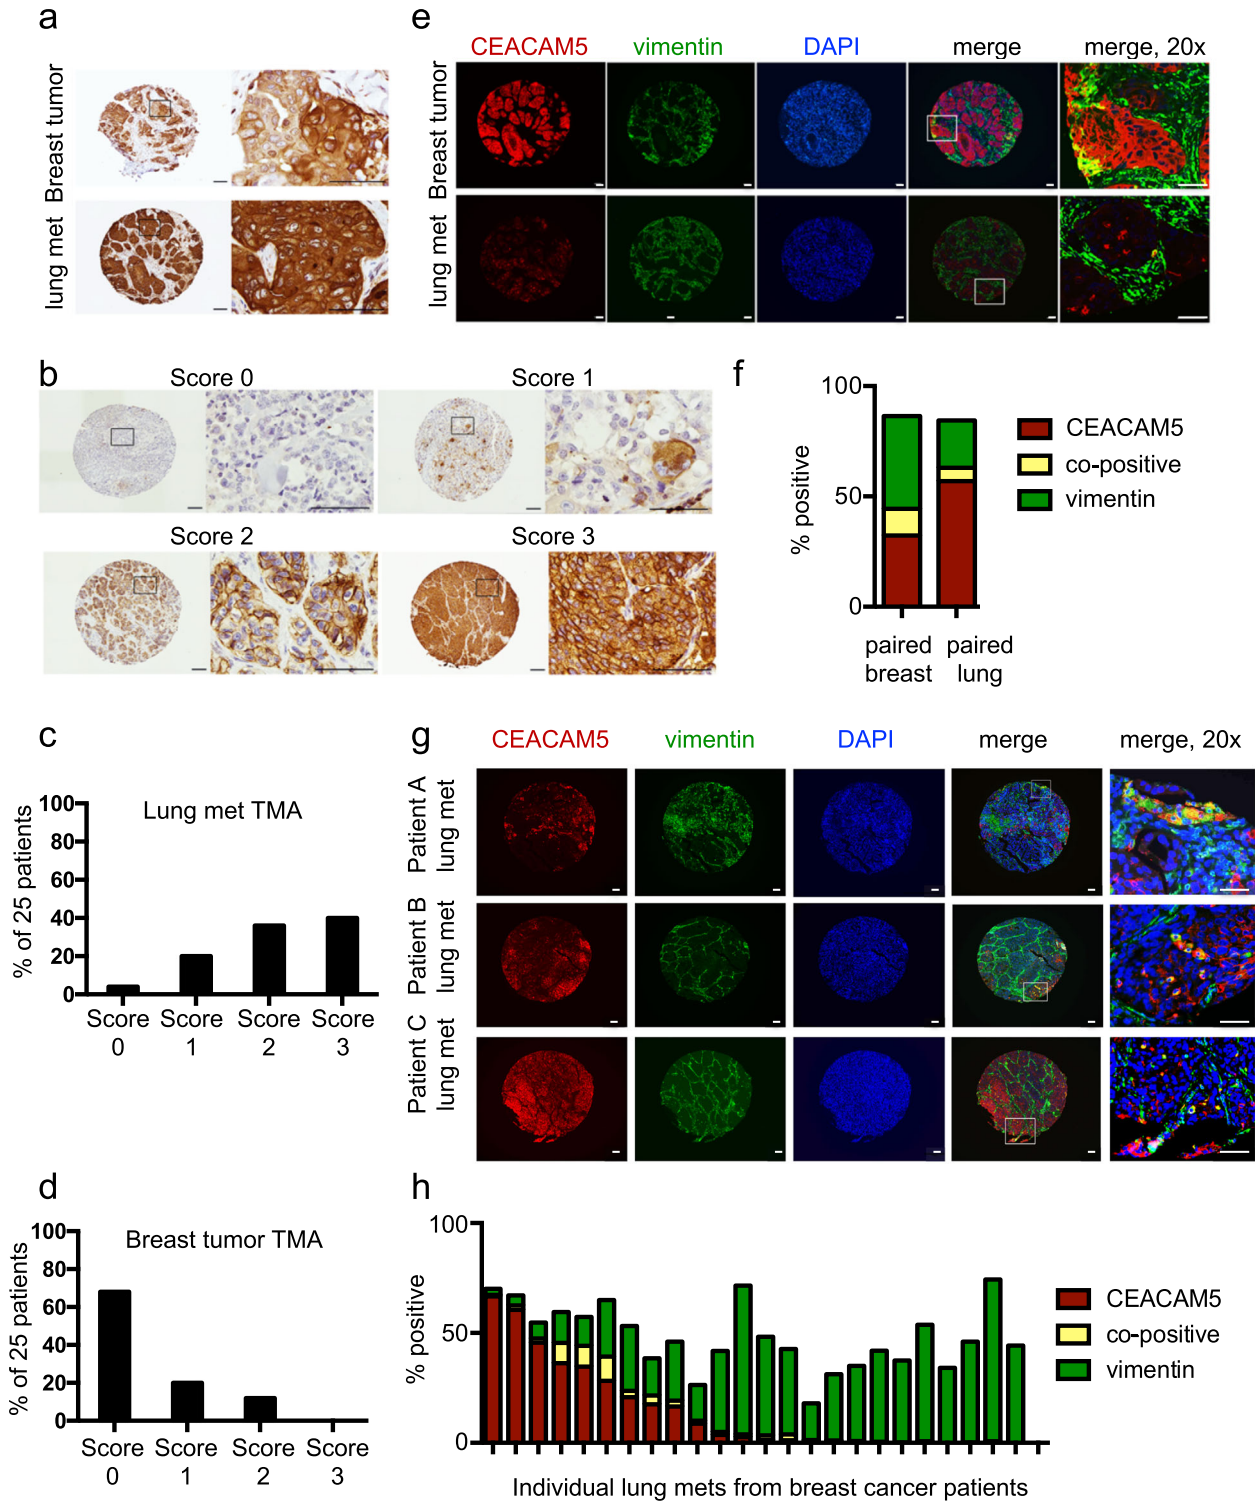 a
Breast tumor
lung met
e
CEACAM5 vimentin DAPI merge merge, 20x
Breast tumor
lung met
b
Score 0 Score 1
Score 2 Score 3
f
100
50
0
% positive
paired breast
paired lung
CEACAM5
co-positive
vimentin
c
Lung met TMA
% of 25 patients
100
80
60
40
20
0
Score 0
Score 1
Score 2
Score 3
g
CEACAM5 vimentin DAPI merge merge, 20x
Patient A
lung met
Patient B
lung met
Patient C
lung met
d
Breast tumor TMA
% of 25 patients
100
80
60
40
20
0
Score 0
Score 1
Score 2
Score 3
h
100
50
0
% positive
Individual lung mets from breast cancer patients
CEACAM5
co-positive
vimentin